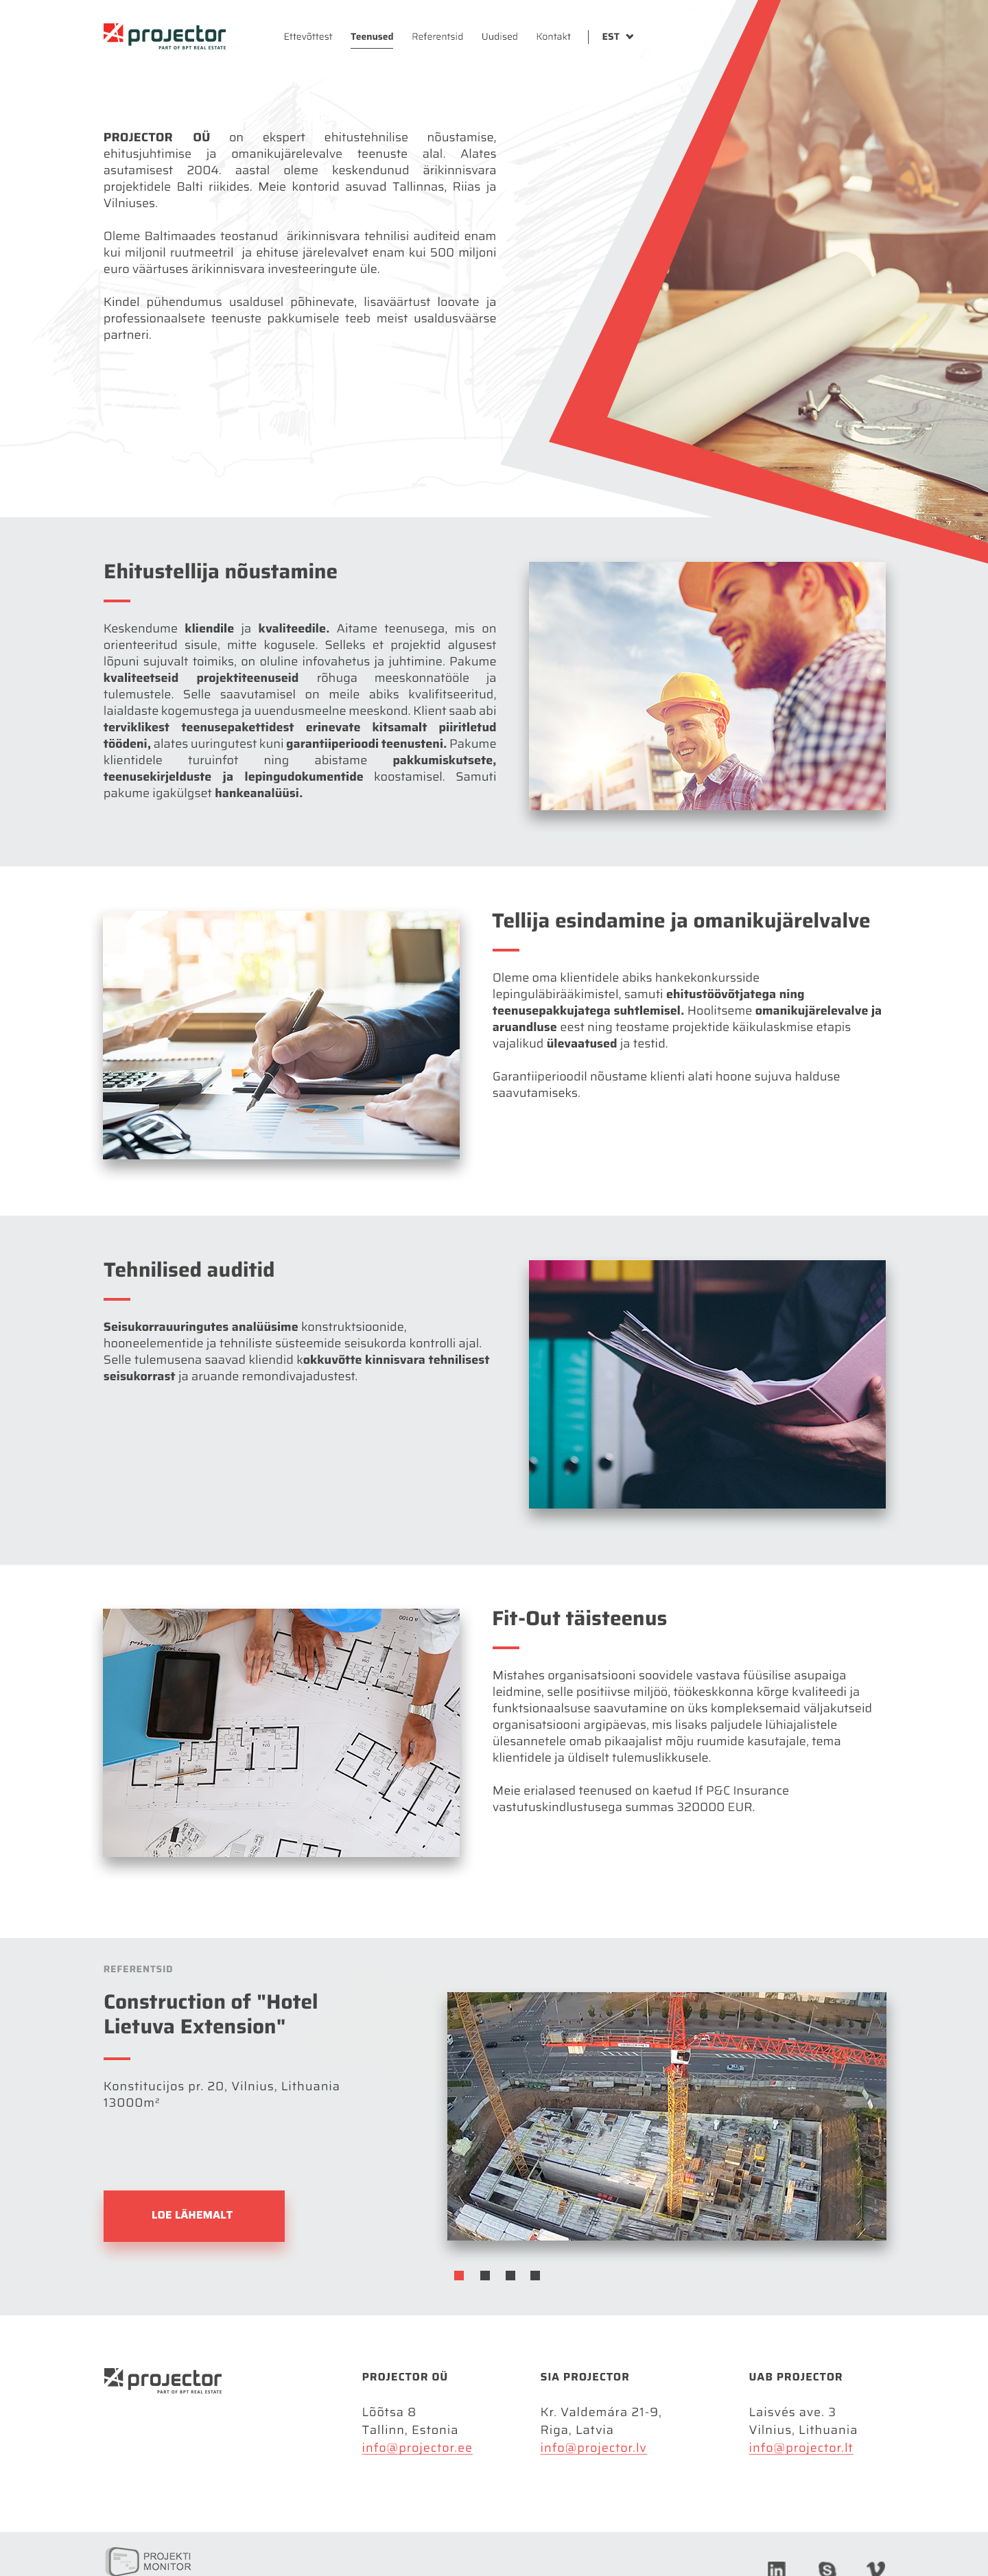 projector
PART OF BPT REAL ESTATE
Ettevõttest Teenused Referentsid Uudised Kontakt EST
PROJECTOR OÜ on ekspert ehitustehnilise nõustamise,
ehitusjuhtimise ja omanikujärelevalve teenuste alal. Alates
asutamisest 2004. aastal oleme keskendunud ärikinnisvara
projektidele Balti riikides. Meie kontorid asuvad Tallinnas, Riias ja
Vilniuses.
Oleme Baltimaades teostanud ärikinnisvara tehnilisi auditeid enam
kui miljonil ruutmeetril ja ehituse järelevalvet enam kui 500 miljoni
euro väärtuses ärikinnisvara investeeringute üle.
Kindel pühendumus usaldusel põhinevate, lisaväärtust loovate ja
professionaalsete teenuste pakkumisele teeb meist usaldusväärse
partneri.
Ehitustellija nõustamine
Keskendume kliendile ja kvaliteedile. Aitame teenusega, mis on
orienteeritud sisule, mitte kogusele. Selleks et projektid algusest
lõpuni sujuvalt toimiks, on oluline infovahetus ja juhtimine. Pakume
kvaliteetseid projektiteenuseid rõhuga meeskonnatööle ja
tulemustele. Selle saavutamisel on meile abiks kvalifitseeritud,
laialdaste kogemustega ja uuendusmeelne meeskond. Klient saab abi
terviklikest teenusepakettidest erinevate kitsamalt piiritletud
töödeni, alates uuringutest kuni garantiiperioodi teenusteni. Pakume
klientidele turuinfot ning abistame pakkumiskutsete,
teenusekirjelduste ja lepingudokumentide koostamisel. Samuti
pakume igakülgset hankeanalüüsi.
Tellija esindamine ja omanikujärelvalve
Oleme oma klientidele abiks hankekonkursside
lepinguläbirääkimistel, samuti ehitustöövõtjatega ning
teenusepakkujatega suhtlemisel. Hoolitseme omanikujärelevalve ja
aruandluse eest ning teostame projektide käikulaskmise etapis
vajalikud ülevaatused ja testid.
Garantiiperioodil nõustame klienti alati hoone sujuva halduse
saavutamiseks.
Tehnilised auditid
Seisukorrauuringutes analüüsime konstruktsioonide,
hooneelementide ja tehniliste süsteemide seisukorda kontrolli ajal.
Selle tulemusena saavad kliendid kokkuvõtte kinnisvara tehnilisest
seisukorrast ja aruande remondivajadustest.
Fit-Out täisteenus
Mistahes organisatsiooni soovidele vastava füüsilise asupaiga
leidmine, selle positiivse miljöö, töökeskkonna kõrge kvaliteedi ja
funktsionaalsuse saavutamine on üks kompleksemaid väljakutseid
organisatsiooni argipäevas, mis lisaks paljudele lühiajalistele
ülesannetele omab pikaajalist mõju ruumide kasutajale, tema
klientidele ja üldiselt tulemuslikkusele.
Meie erialased teenused on kaetud If P&C Insurance
vastutuskindlustusega summas 320000 EUR.
REFERENTSID
Construction of "Hotel
Lietuva Extension"
Konstitucijos pr. 20, Vilnius, Lithuania
13000m²
LOE LÄHEMALT
projector
PART OF BPT REAL ESTATE
PROJECTOR OÜ
Lõõtsa 8
Tallinn, Estonia
info@projector.ee
SIA PROJECTOR
Kr. Valdemára 21-9,
Riga, Latvia
info@projector.lv
UAB PROJECTOR
Laisvés ave. 3
Vilnius, Lithuania
info@projector.lt
PROJEKTI
MONITOR